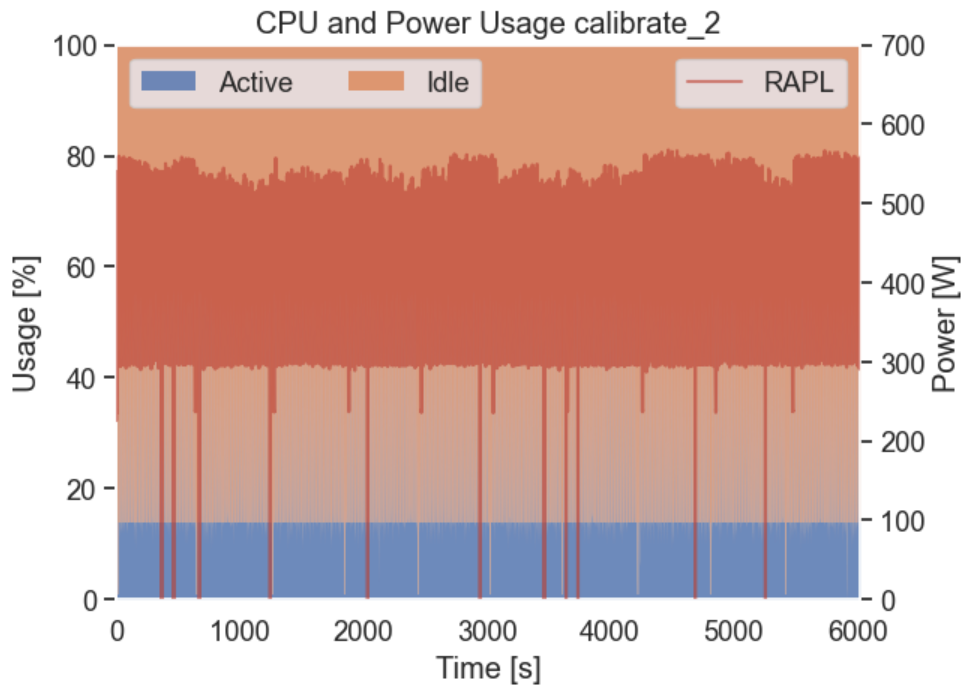 CPU and Power Usage calibrate_2
Active Idle RAPL
Usage [%]
100
80
60
40
20
0
Power [W]
700
600
500
400
300
200
100
0
0 1000 2000 3000 4000 5000 6000
Time [s]